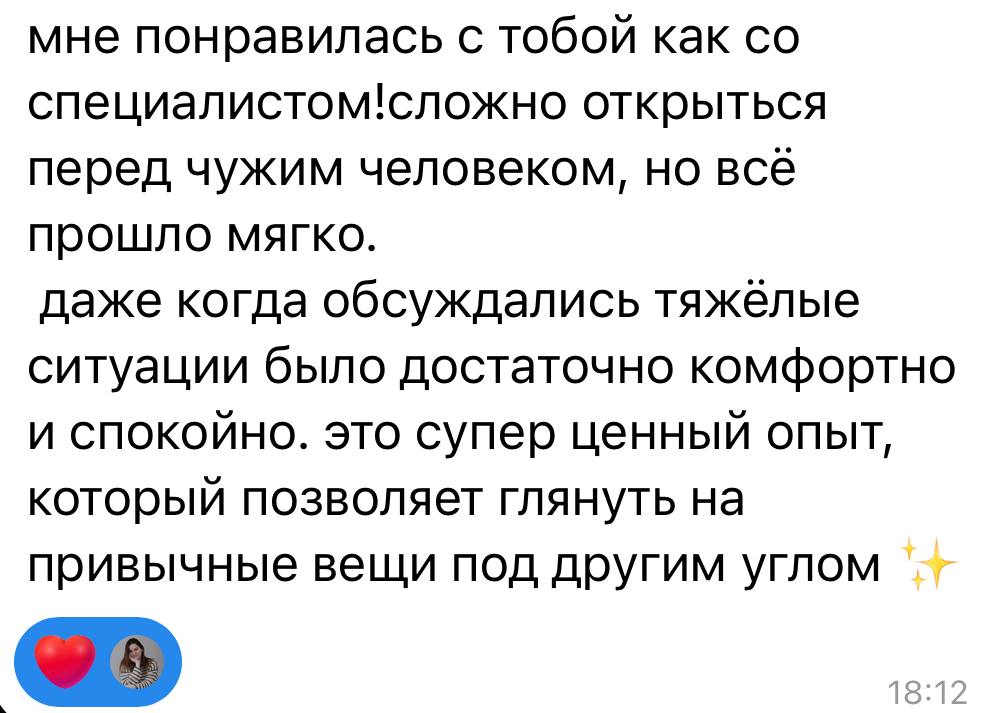 мне понравилась с тобой как со
специалистом!сложно открыться
перед чужим человеком, но всё
прошло мягко.
даже когда обсуждались тяжёлые
ситуации было достаточно комфортно
и спокойно. это супер ценный опыт,
который позволяет глянуть на
привычные вещи под другим углом ✨
18:12